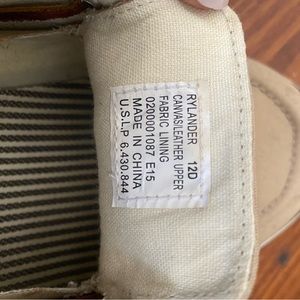 RYLANDER 12D
CANVAS/LEATHER UPPER
FABRIC LINING
0200001087 E15
MADE IN CHINA
U.S.L.P 6.430.844